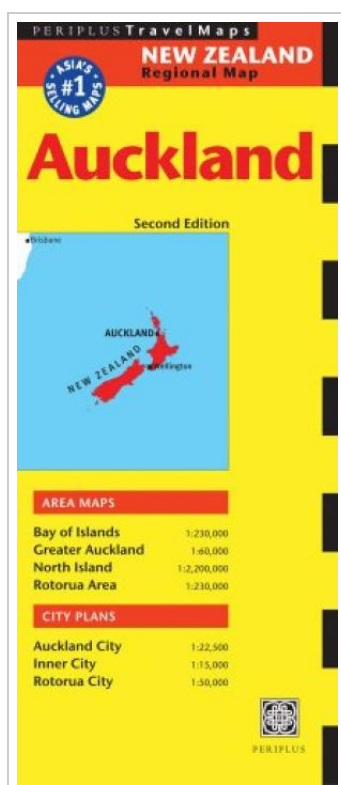 PERIPLUS TravelMaps
NEW ZEALAND
Regional Map
ASIA'S
#1
SELLING MAPS
Auckland
Second Edition
Brisbane
AUCKLAND
NEW ZEALAND
Wellington
AREA MAPS
Bay of Islands 1:230,000
Greater Auckland 1:60,000
North Island 1:2,200,000
Rotorua Area 1:230,000
CITY PLANS
Auckland City 1:22,500
Inner City 1:15,000
Rotorua City 1:50,000
PERIPLUS